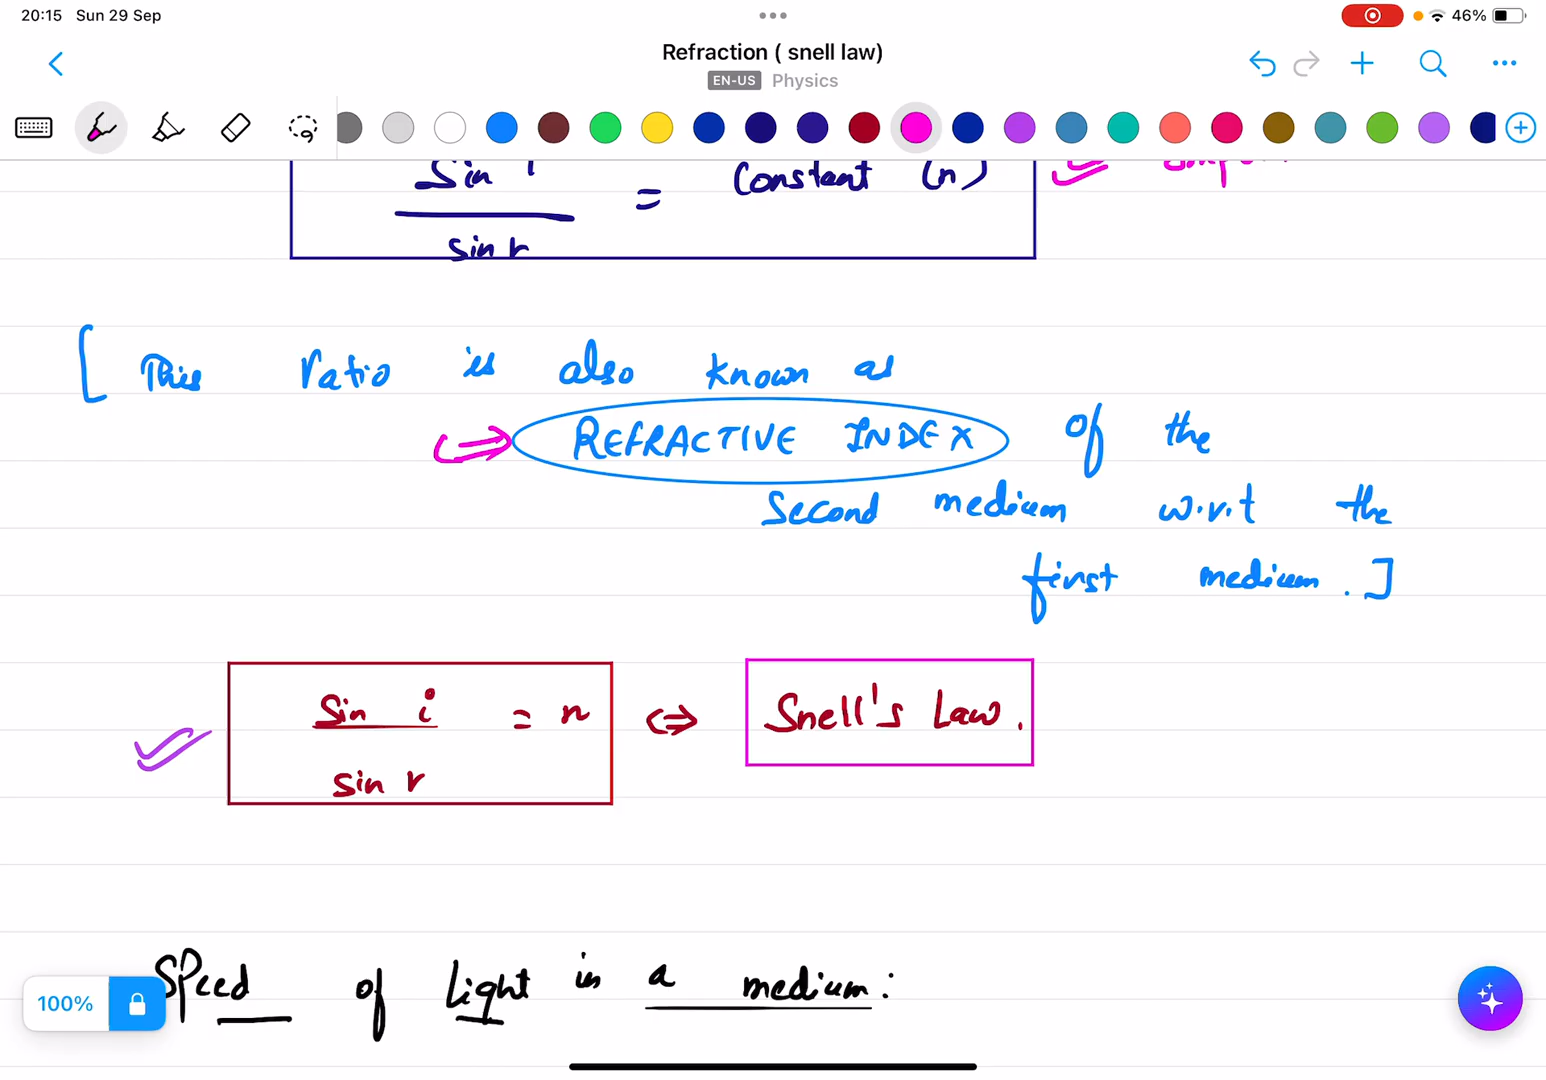 20:15 Sun 29 Sep
46%
Refraction ( snell law)
EN-US Physics
Sin i
= Constant (n)
sin r
[ This ratio is also known as
REFRACTIVE INDEX of the
Second medium w.r.t the
first medium. ]
Sin i = n ⇔ Snell's Law.
sin r
Speed of Light in a medium:
100%